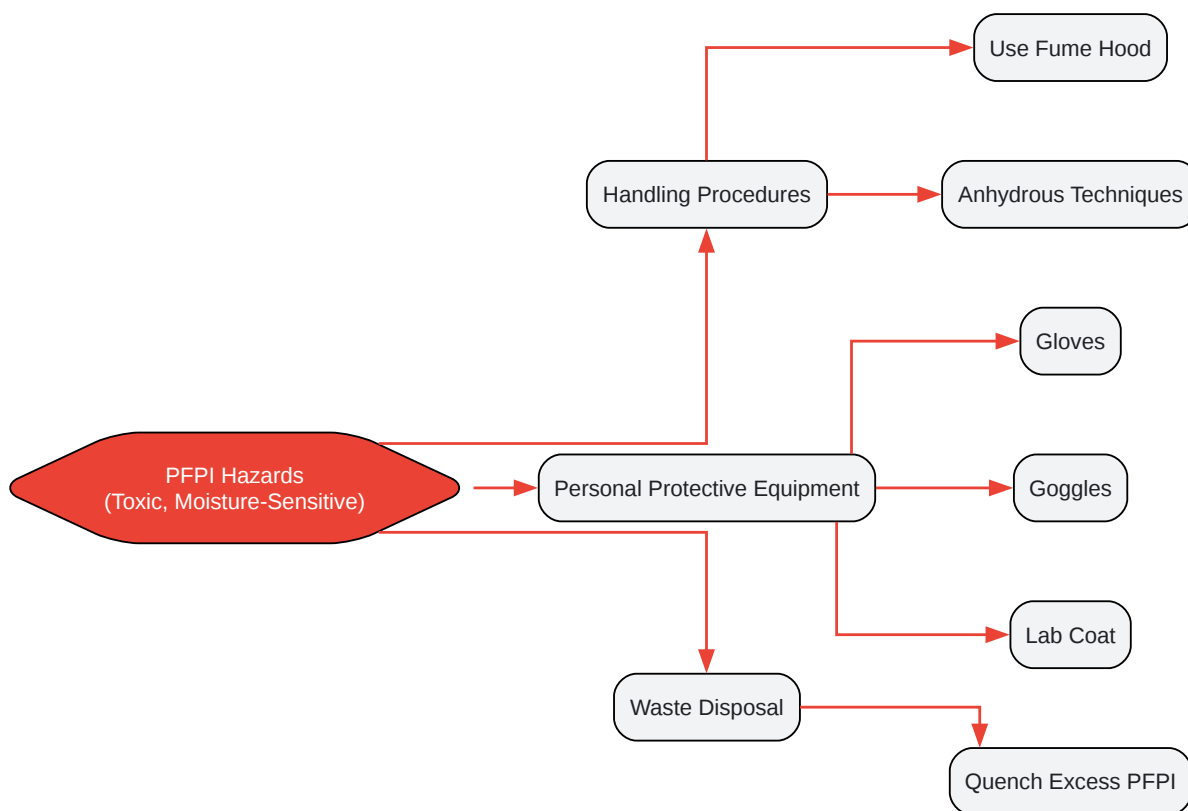 Use Fume Hood
Handling Procedures
Anhydrous Techniques
Gloves
PFPI Hazards
(Toxic, Moisture-Sensitive)
Personal Protective Equipment
Goggles
Lab Coat
Waste Disposal
Quench Excess PFPI